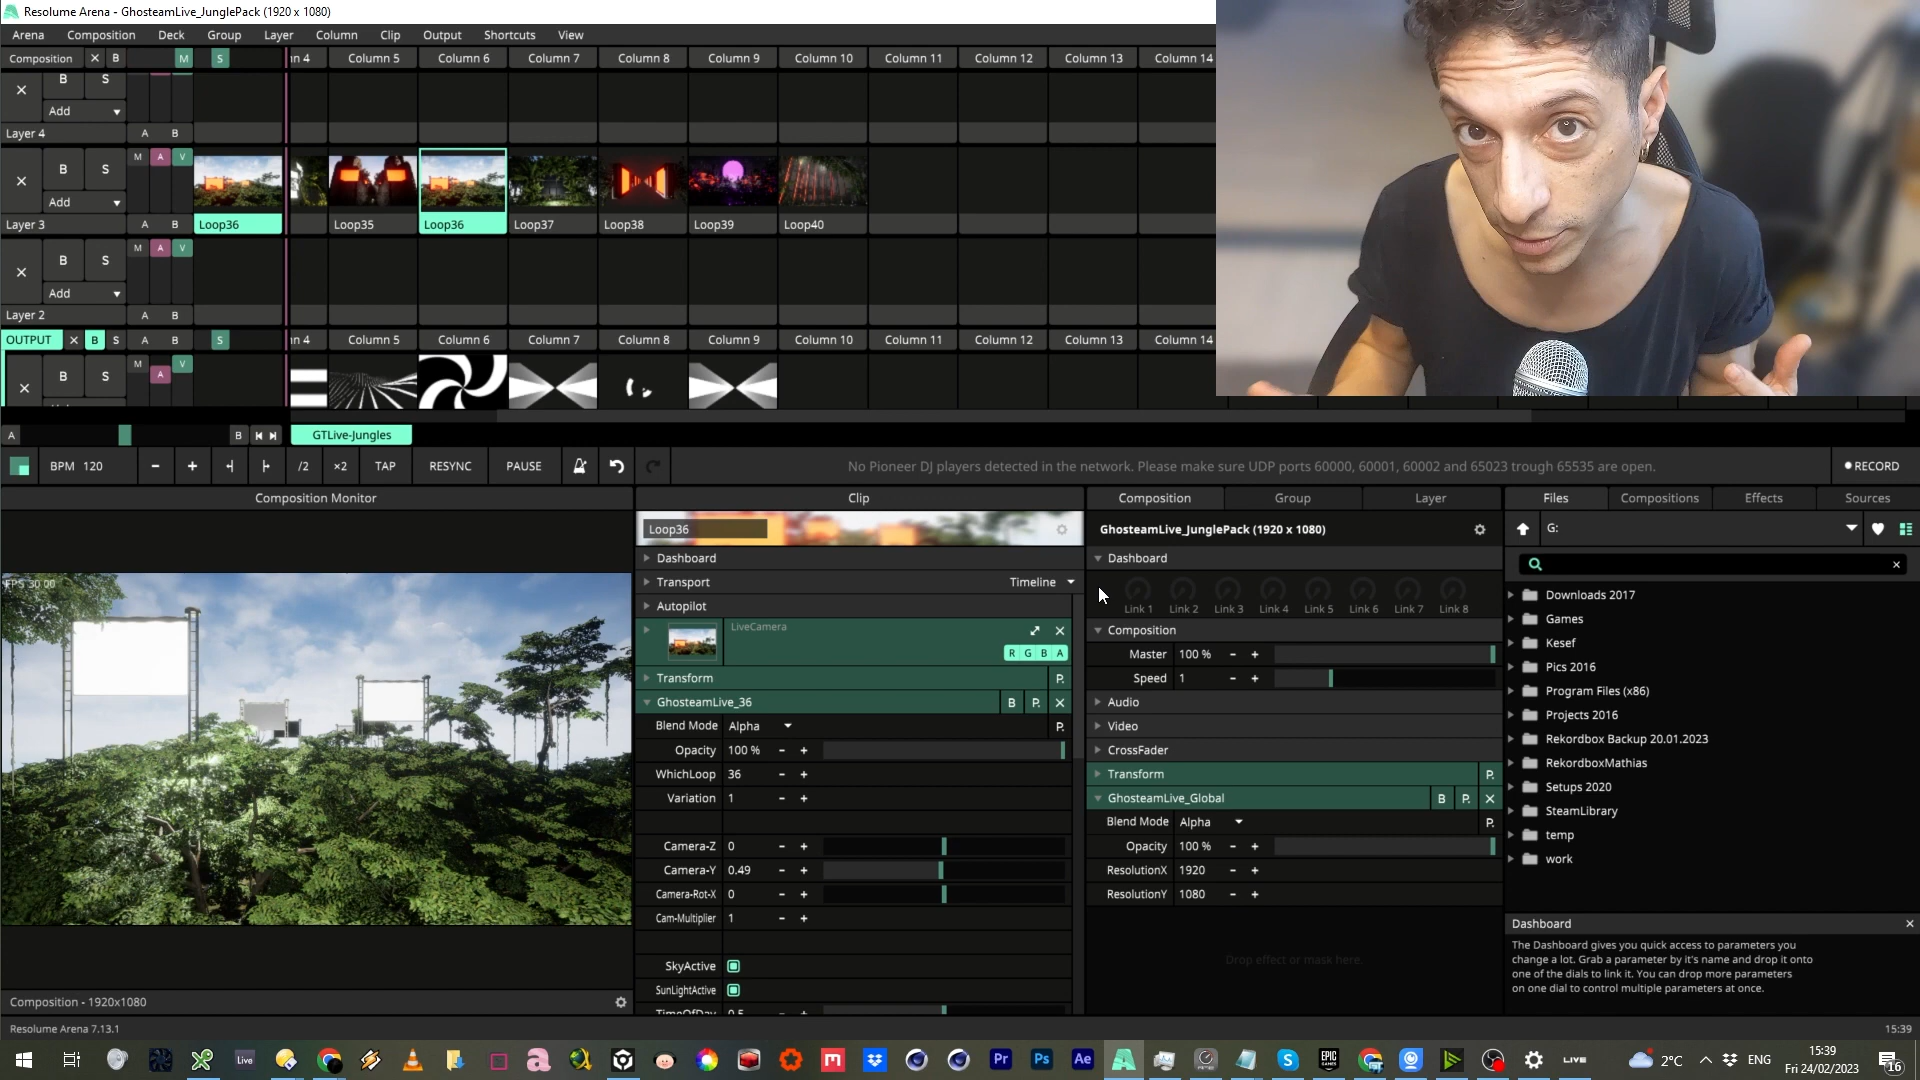 Resolume Arena - GhosteamLive_JunglePack (1920 x 1080)
Arena Composition Deck Group Layer Column Clip Output Shortcuts View
Composition X B M S Column 5 Column 6 Column 7 Column 8 Column 9 Column 10 Column 11 Column 12 Column 13 Column 14
B S
Add
Layer 4 A B
M A V
B S
Add
Layer 3 A B Loop36 Loop35 Loop36 Loop37 Loop38 Loop39 Loop40
M A V
B S
Add
Layer 2 A B
OUTPUT X B S A B S Column 5 Column 6 Column 7 Column 8 Column 9 Column 10 Column 11 Column 12 Column 13 Column 14
M A V
B S
A B GTLive-Jungles
BPM 120 - + /2 ×2 TAP RESYNC PAUSE No Pioneer DJ players detected in the network. Please make sure UDP ports 60000, 60001, 60002 and 65023 trough 65535 are open. RECORD
Composition Monitor
FPS 30.00
Composition - 1920x1080
Clip
Loop36
Dashboard
Transport Timeline
Autopilot
LiveCamera
R G B A
Transform P.
GhosteamLive_36 B P. X
Blend Mode Alpha P.
Opacity 100 % - +
WhichLoop 36 - +
Variation 1 - +
Camera-Z 0 - +
Camera-Y 0.49 - +
Camera-Rot-X 0 - +
Cam-Multiplier 1 - +
SkyActive
SunLightActive
TimeOfDay 0.5 - +
Composition Group Layer
GhosteamLive_JunglePack (1920 x 1080)
Dashboard
Link 1 Link 2 Link 3 Link 4 Link 5 Link 6 Link 7 Link 8
Composition
Master 100 % - +
Speed 1 - +
Audio
Video
CrossFader
Transform P.
GhosteamLive_Global B P. X
Blend Mode Alpha P.
Opacity 100 % - +
ResolutionX 1920 - +
ResolutionY 1080 - +
Drop effect or mask here.
Files Compositions Effects Sources
G:
Downloads 2017
Games
Kesef
Pics 2016
Program Files (x86)
Projects 2016
Rekordbox Backup 20.01.2023
RekordboxMathias
Setups 2020
SteamLibrary
temp
work
Dashboard
The Dashboard gives you quick access to parameters you
change a lot. Grab a parameter by it's name and drop it onto
one of the dials to link it. You can drop more parameters
on one dial to control multiple parameters at once.
Resolume Arena 7.13.1 15:39
Live Pr Ps Ae EPIC GAMES LIVE 2°C ENG 15:39
Fri 24/02/2023 16